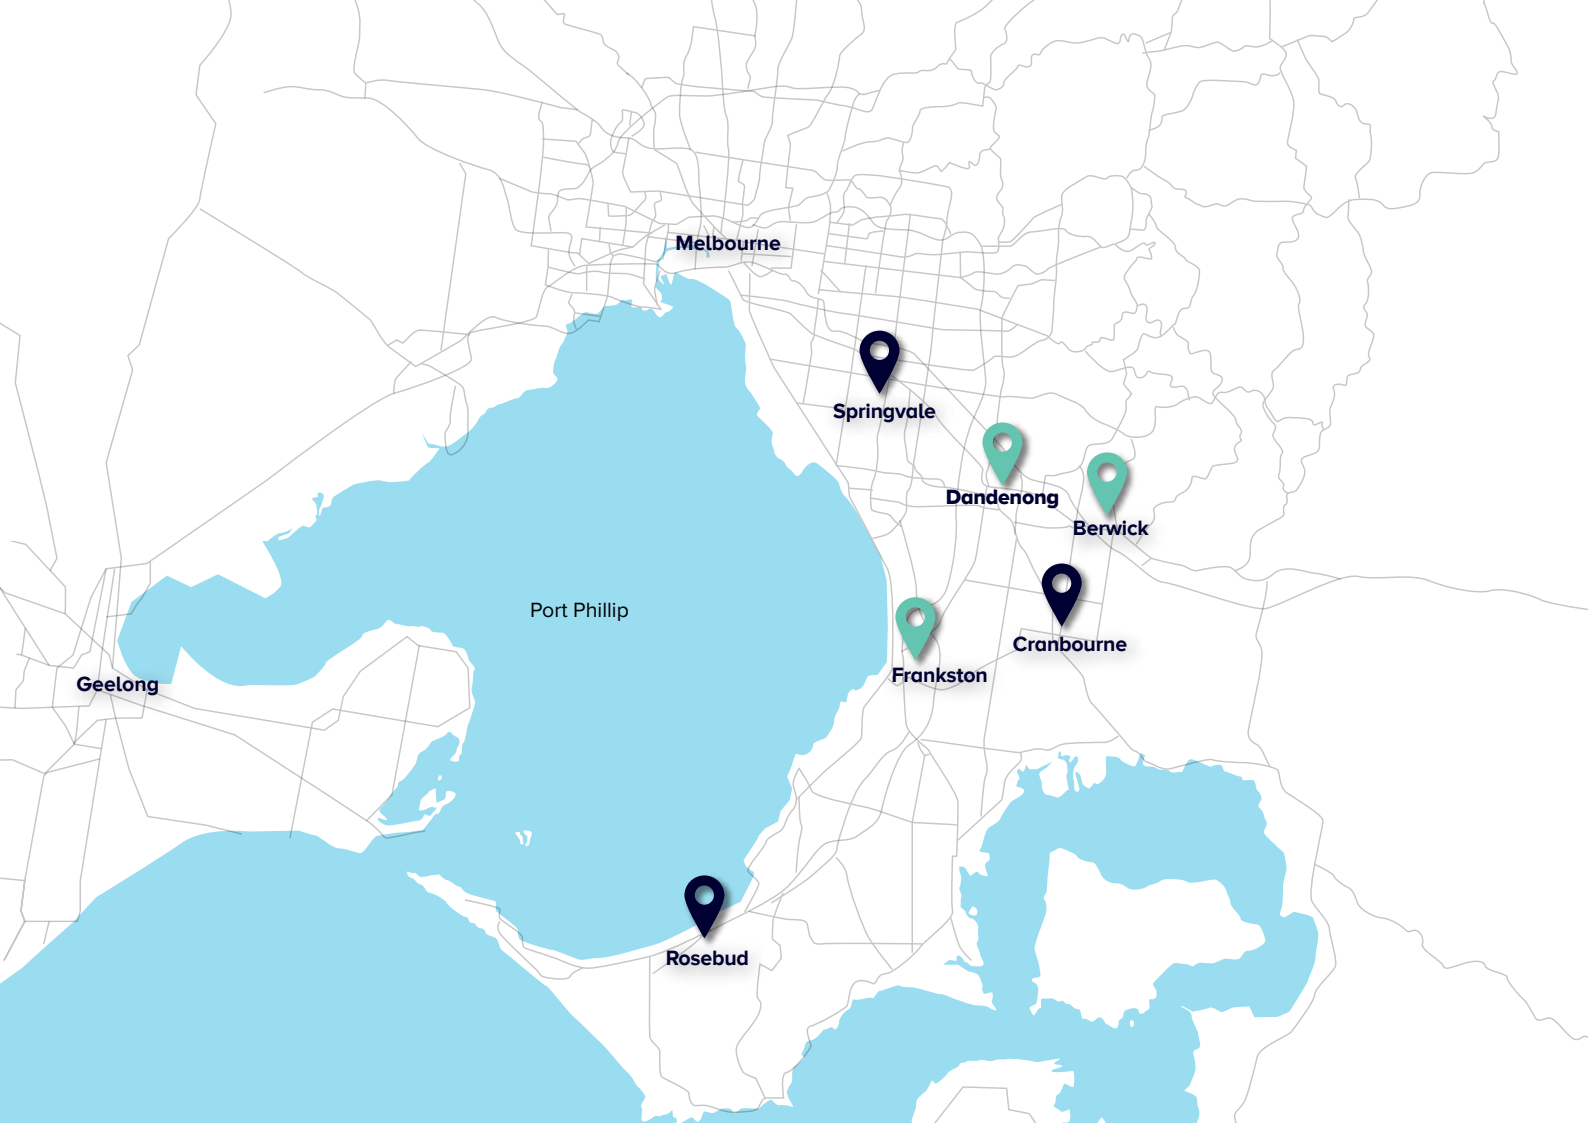 Melbourne
Springvale
Dandenong
Berwick
Port Phillip
Cranbourne
Frankston
Geelong
Rosebud